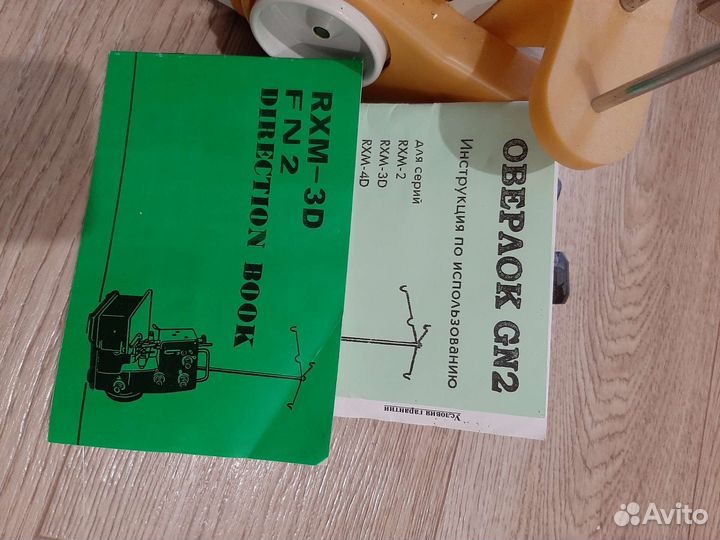 RXM-3D
FN2
DIRECTION BOOK
ОВЕРЛОК GN2
Инструкция по использованию
для серий
RXM-2
RXM-3D
RXM-4D
Условия гарантии
Avito